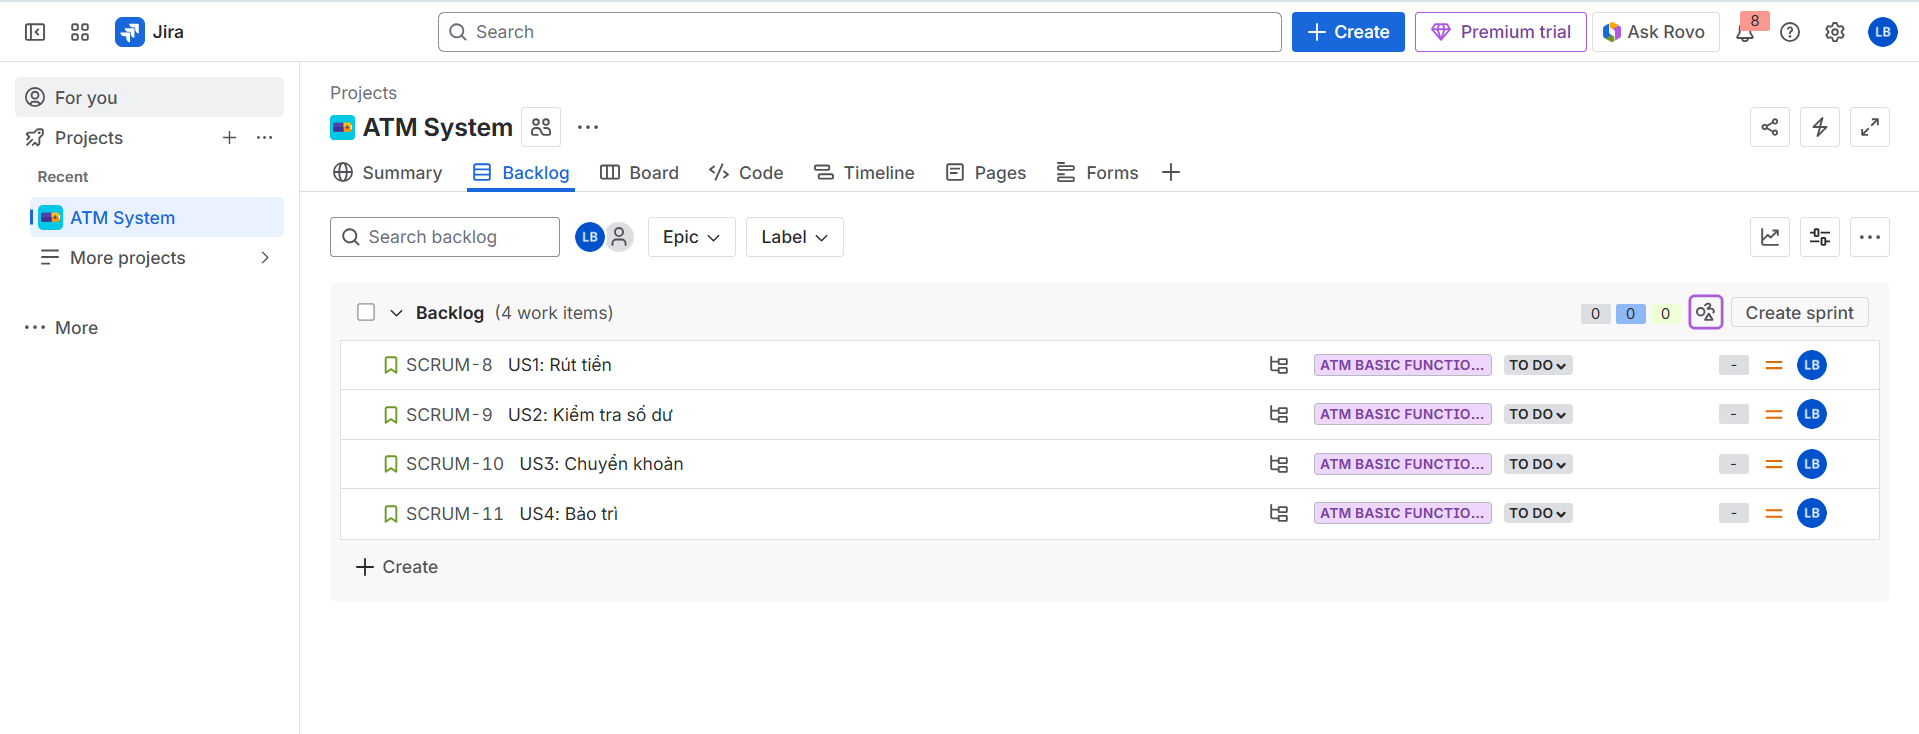 Jira
Search
Create
Premium trial
Ask Rovo
8
LB
For you
Projects
Recent
ATM System
More projects
More
Projects
ATM System
Summary
Backlog
Board
Code
Timeline
Pages
Forms
Search backlog
LB
Epic
Label
Backlog (4 work items)
0 0 0
Create sprint
SCRUM-8 US1: Rút tiền ATM BASIC FUNCTIO... TO DO - LB
SCRUM-9 US2: Kiểm tra số dư ATM BASIC FUNCTIO... TO DO - LB
SCRUM-10 US3: Chuyển khoản ATM BASIC FUNCTIO... TO DO - LB
SCRUM-11 US4: Bảo trì ATM BASIC FUNCTIO... TO DO - LB
Create